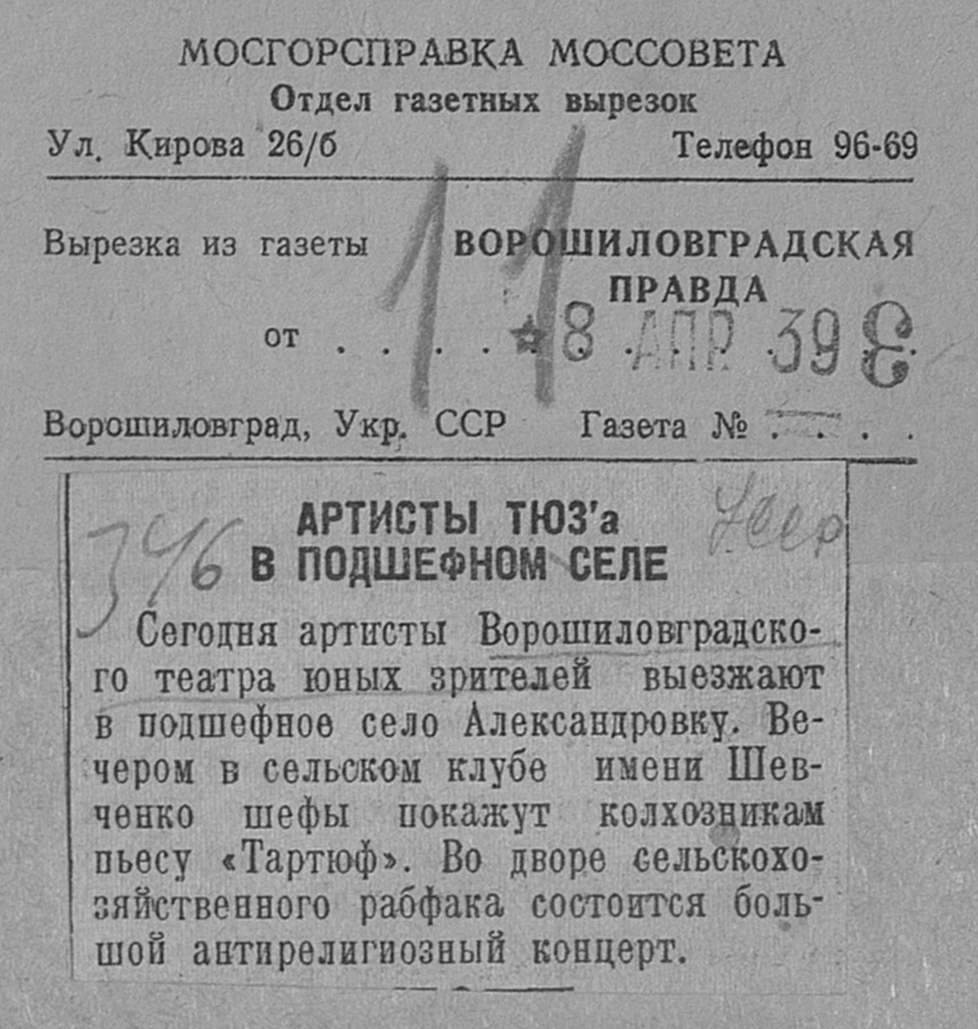 МОСГОРСПРАВКА МОССОВЕТА
Отдел газетных вырезок
Ул. Кирова 26/б Телефон 96-69
Вырезка из газеты ВОРОШИЛОВГРАДСКАЯ
ПРАВДА
11
от . . . . 8 АПР 39
Ворошиловград, Укр. ССР Газета № . . . .
346
АРТИСТЫ ТЮЗ'а
В ПОДШЕФНОМ СЕЛЕ
Сегодня артисты Ворошиловградско-
го театра юных зрителей выезжают
в подшефное село Александровку. Ве-
чером в сельском клубе имени Шев-
ченко шефы покажут колхозникам
пьесу «Тартюф». Во дворе сельскохо-
зяйственного рабфака состоится боль-
шой антирелигиозный концерт.